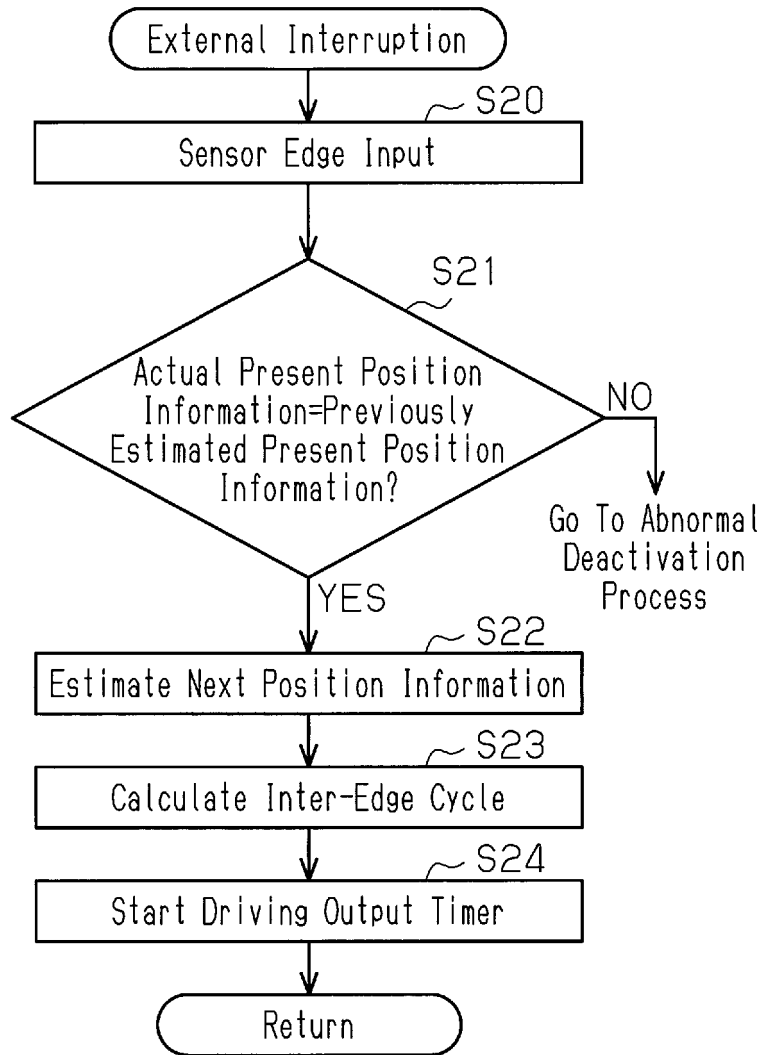 External Interruption
S20
Sensor Edge Input
S21
Actual Present Position
Information=Previously
Estimated Present Position
Information?
NO
Go To Abnormal
Deactivation
Process
YES
S22
Estimate Next Position Information
S23
Calculate Inter-Edge Cycle
S24
Start Driving Output Timer
Return